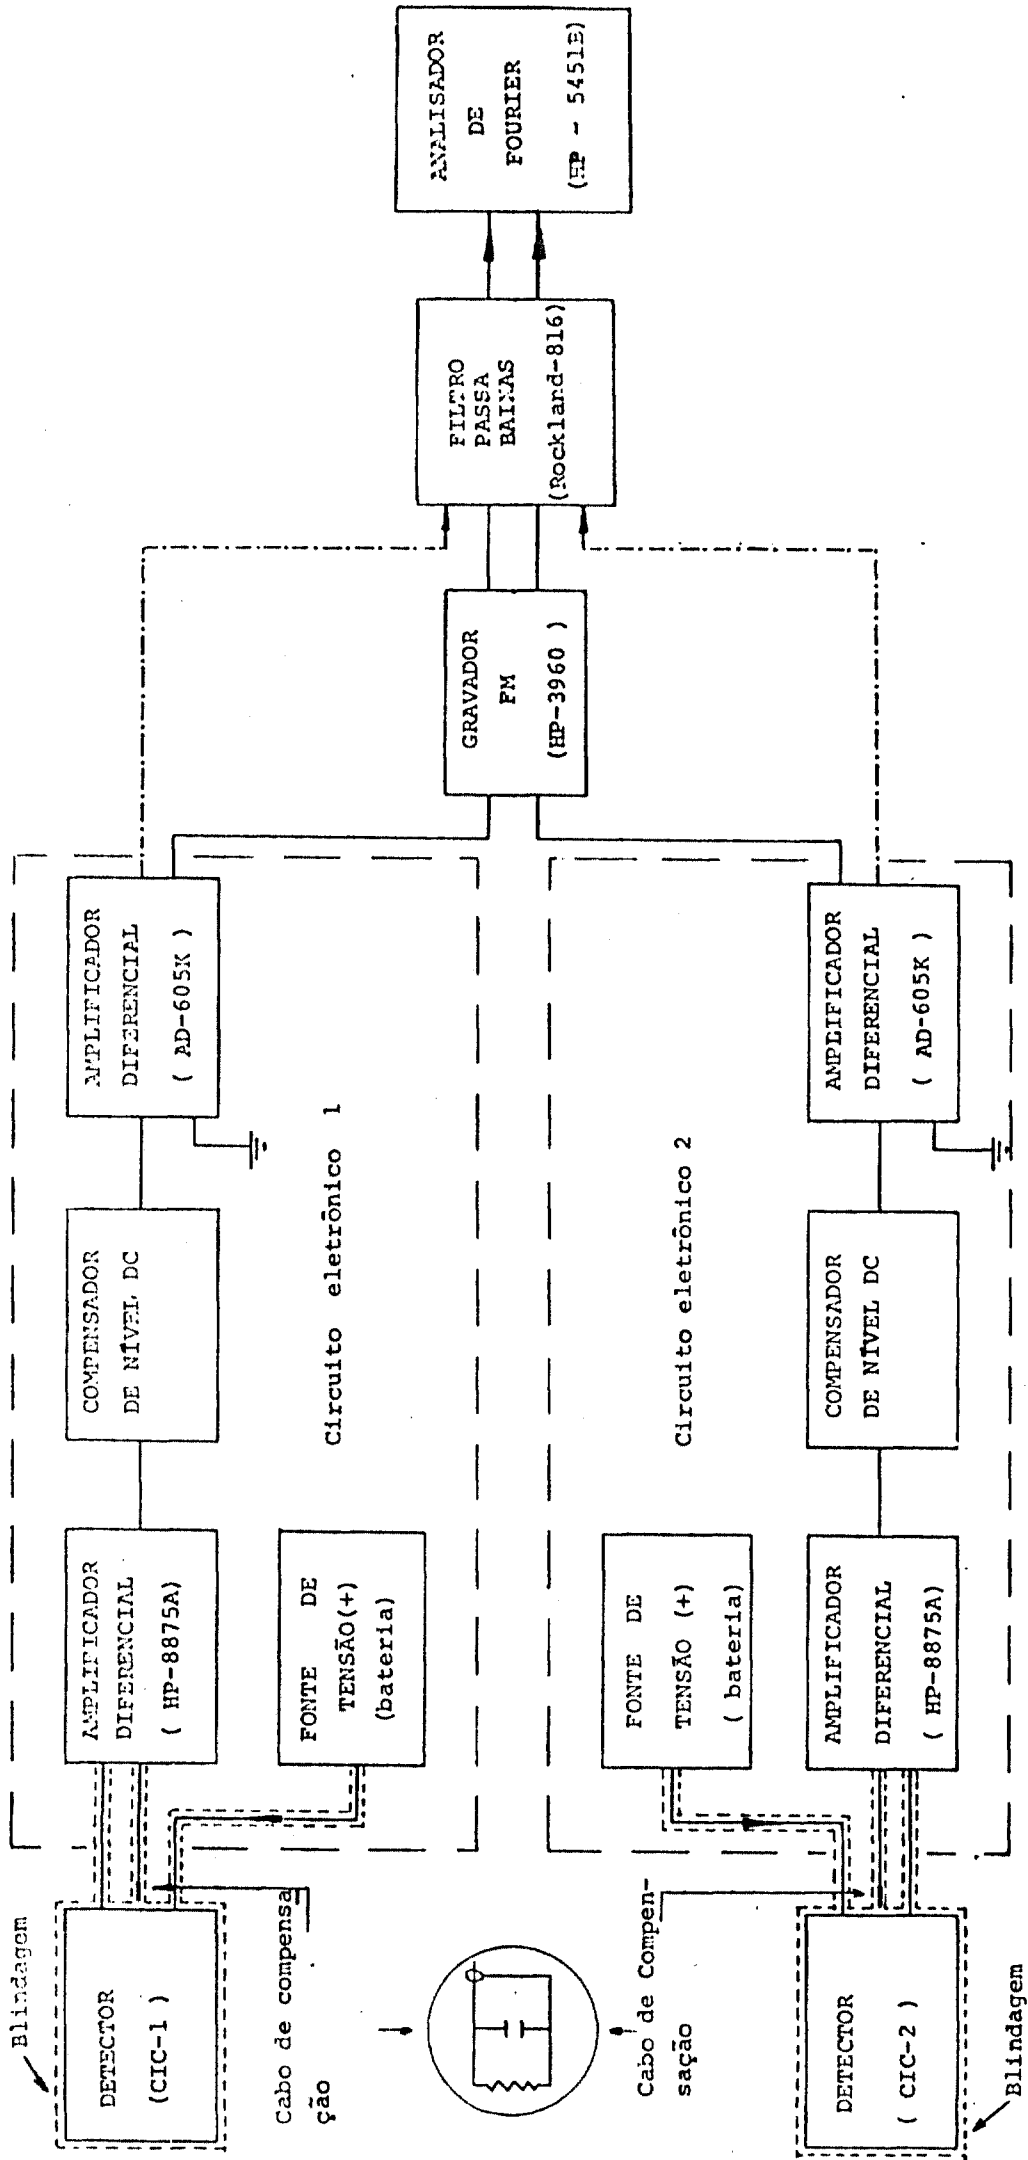 Blindagem
DETECTOR
(CIC-1 )
Cabo de compensa
ção
AMPLIFICADOR
DIFERENCIAL
( HP-8875A)
FONTE DE
TENSÃO(+)
(bateria)
COMPENSADOR
DE NÍVEL DC
AMPLIFICADOR
DIFERENCIAL
( AD-605K )
Circuito eletrônico 1
GRAVADOR
FM
(HP-3960 )
FILTRO
PASSA
BAIXAS
(Rockland-816)
ANALISADOR
DE
FOURIER
(HP - 5451B)
Circuito eletrônico 2
FONTE DE
TENSÃO (+)
( bateria)
AMPLIFICADOR
DIFERENCIAL
( HP-8875A)
COMPENSADOR
DE NÍVEL DC
AMPLIFICADOR
DIFERENCIAL
( AD-605K )
Cabo de Compen-
sação
DETECTOR
( CIC-2 )
Blindagem